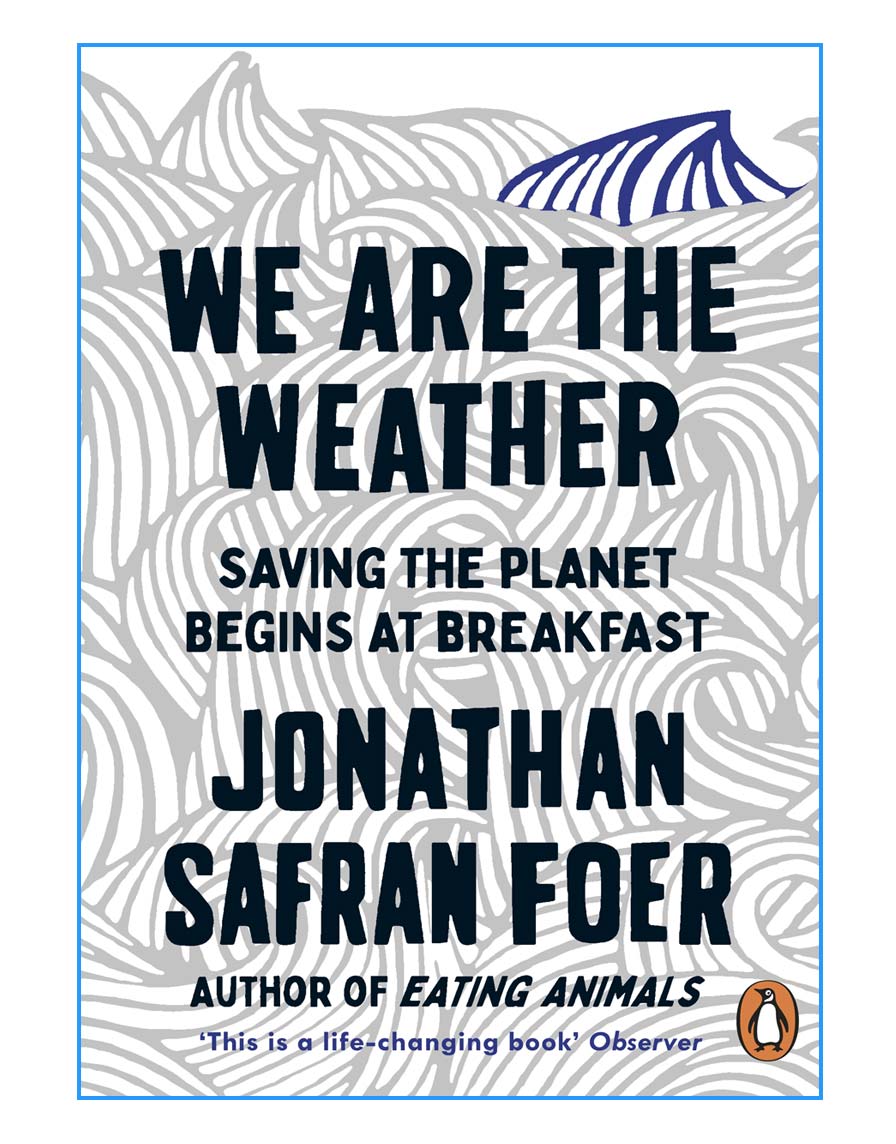 WE ARE THE
WEATHER
SAVING THE PLANET
BEGINS AT BREAKFAST
JONATHAN
SAFRAN FOER
AUTHOR OF EATING ANIMALS
‘This is a life-changing book’ Observer